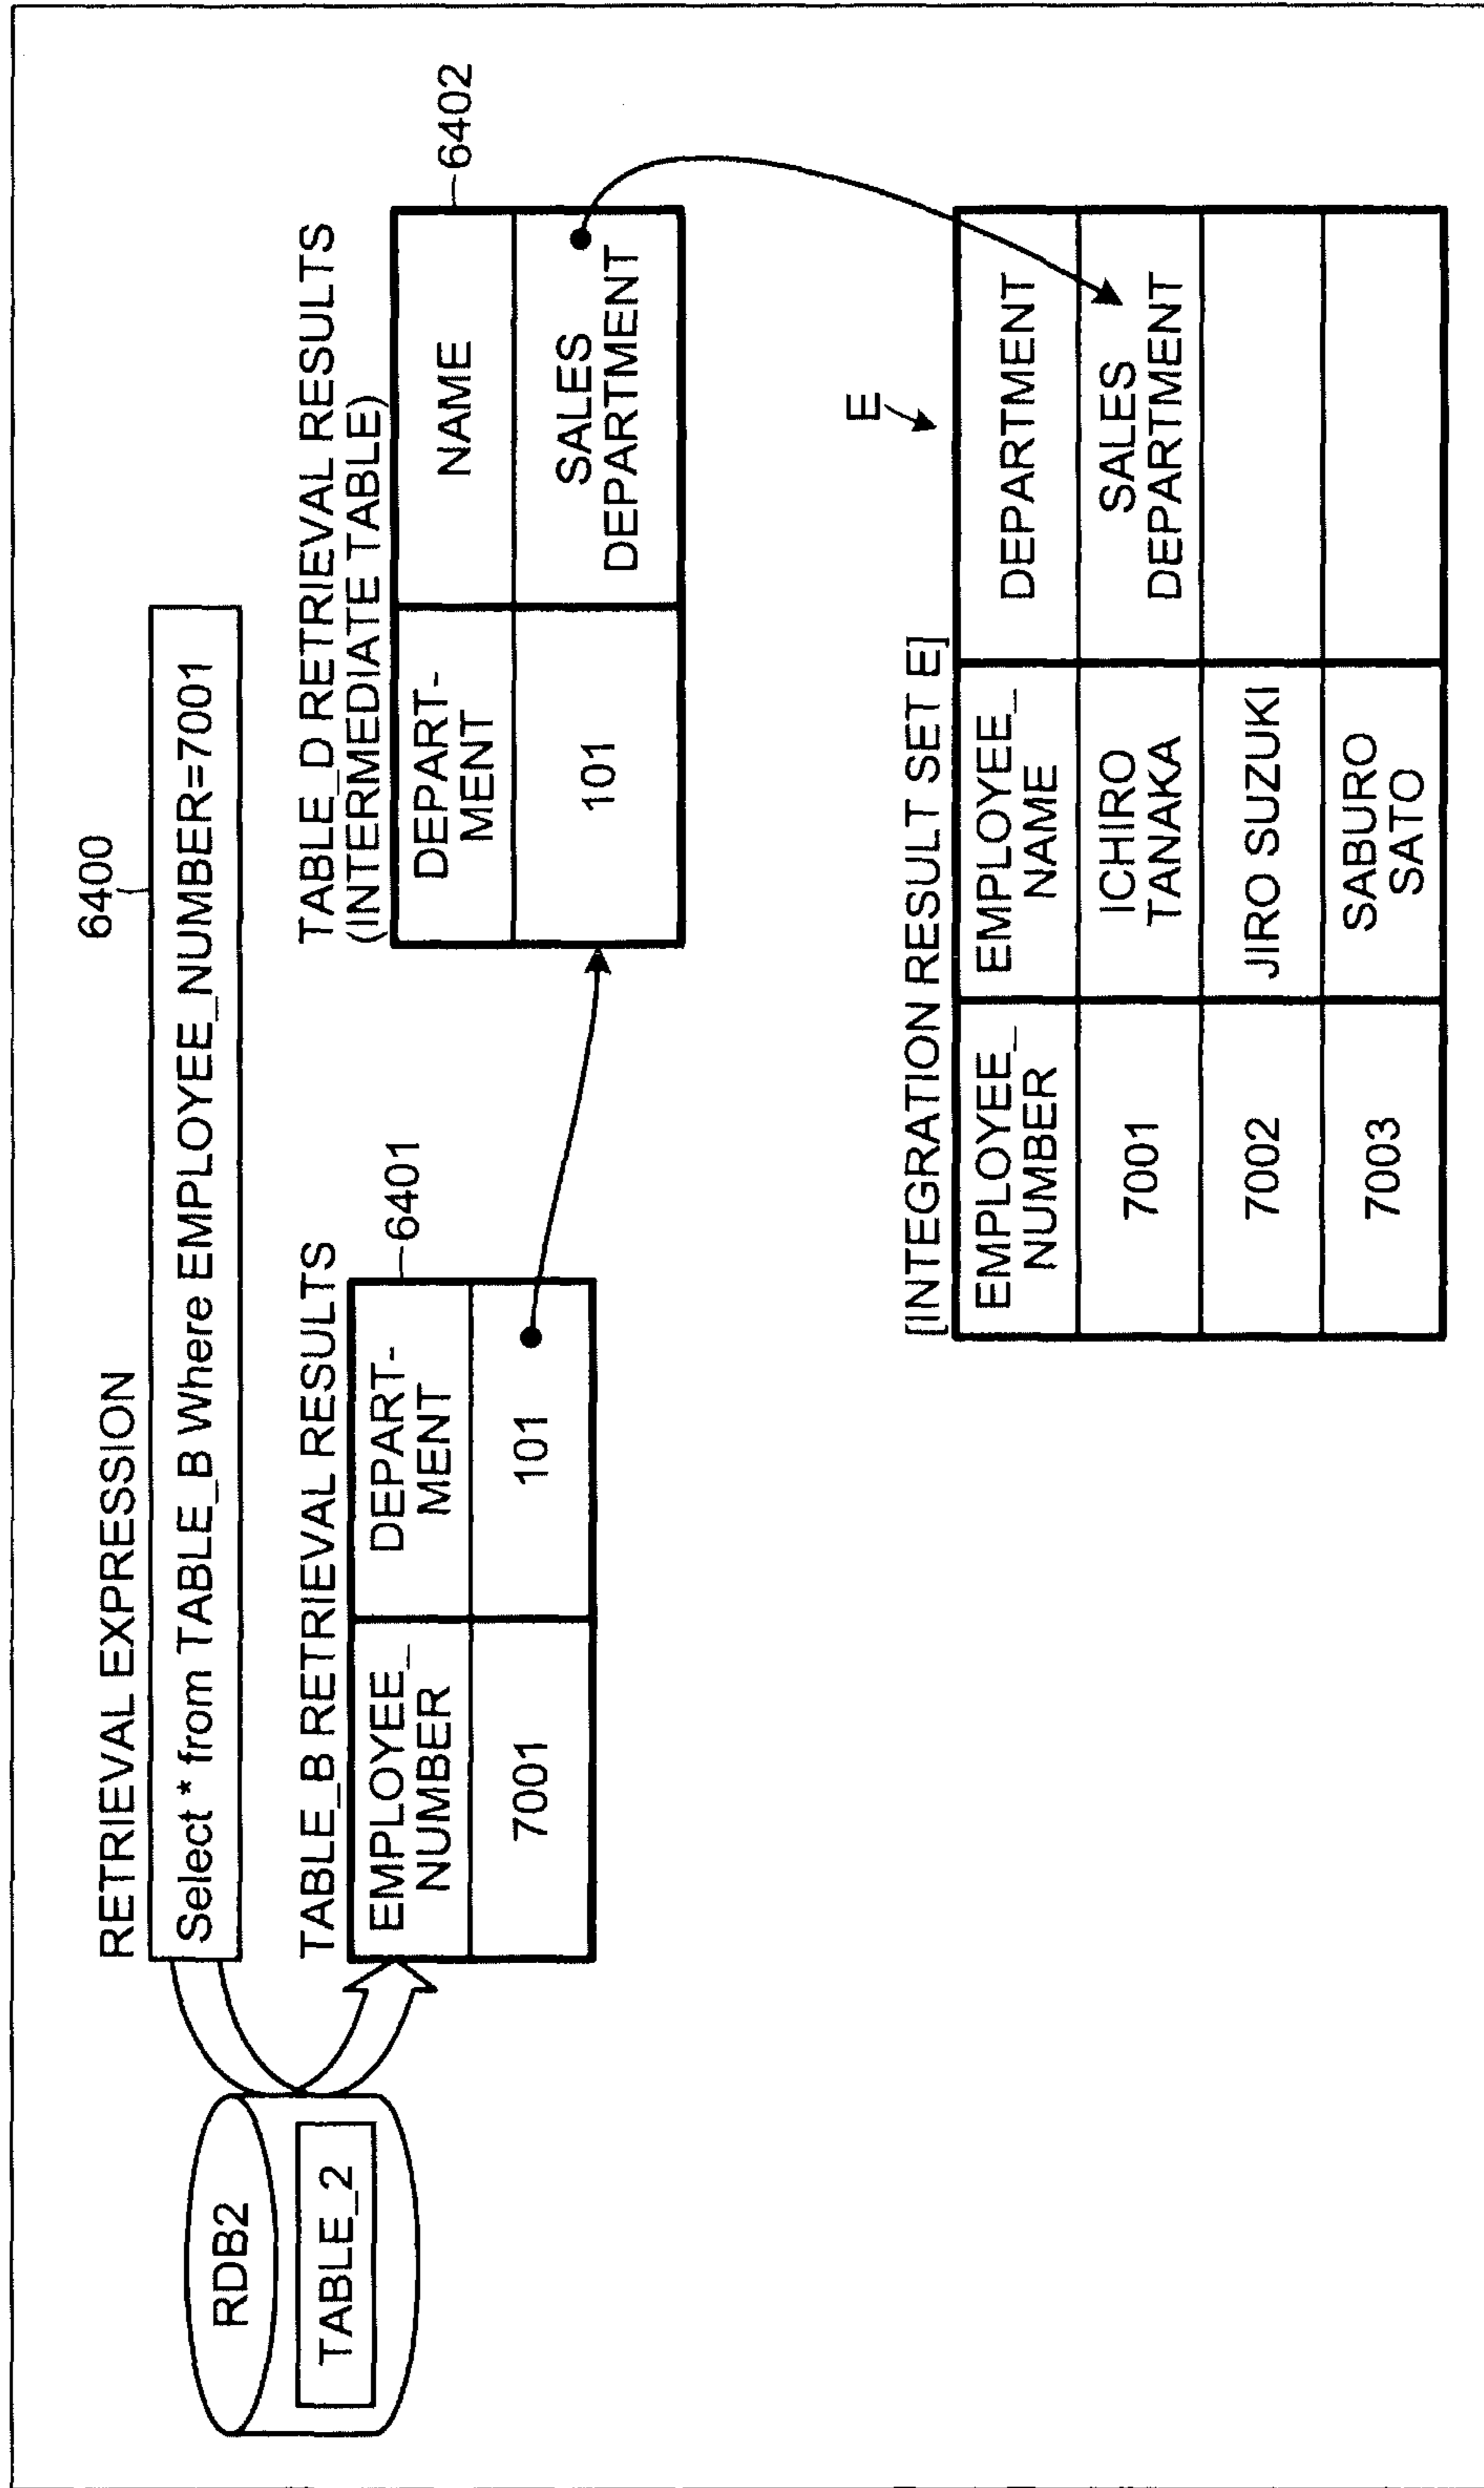 RETRIEVAL EXPRESSION
6400
Select * from TABLE_B Where EMPLOYEE_NUMBER=7001
RDB2
TABLE_2
TABLE_B RETRIEVAL RESULTS
6401
EMPLOYEE_
NUMBER
DEPART-
MENT
7001
101
TABLE_D RETRIEVAL RESULTS
(INTERMEDIATE TABLE)
6402
DEPART-
MENT
NAME
101
SALES
DEPARTMENT
[INTEGRATION RESULT SET E]
E
EMPLOYEE_
NUMBER
EMPLOYEE_
NAME
DEPARTMENT
7001
ICHIRO
TANAKA
SALES
DEPARTMENT
7002
JIRO SUZUKI
7003
SABURO
SATO